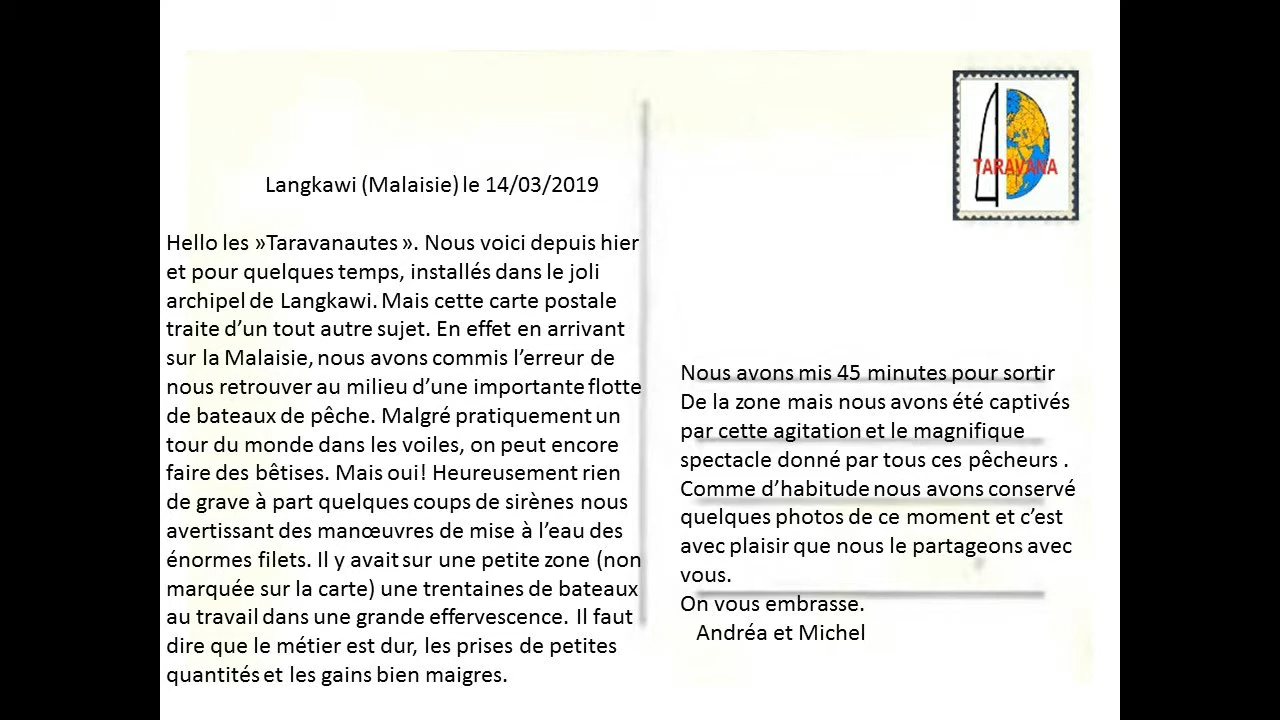 TARAVANA
Langkawi (Malaisie) le 14/03/2019
Hello les »Taravanautes ». Nous voici depuis hier
et pour quelques temps, installés dans le joli
archipel de Langkawi. Mais cette carte postale
traite d’un tout autre sujet. En effet en arrivant
sur la Malaisie, nous avons commis l’erreur de
nous retrouver au milieu d’une importante flotte
de bateaux de pêche. Malgré pratiquement un
tour du monde dans les voiles, on peut encore
faire des bêtises. Mais oui! Heureusement rien
de grave à part quelques coups de sirènes nous
avertissant des manœuvres de mise à l’eau des
énormes filets. Il y avait sur une petite zone (non
marquée sur la carte) une trentaines de bateaux
au travail dans une grande effervescence. Il faut
dire que le métier est dur, les prises de petites
quantités et les gains bien maigres.
Nous avons mis 45 minutes pour sortir
De la zone mais nous avons été captivés
par cette agitation et le magnifique
spectacle donné par tous ces pêcheurs .
Comme d’habitude nous avons conservé
quelques photos de ce moment et c’est
avec plaisir que nous le partageons avec
vous.
On vous embrasse.
Andréa et Michel